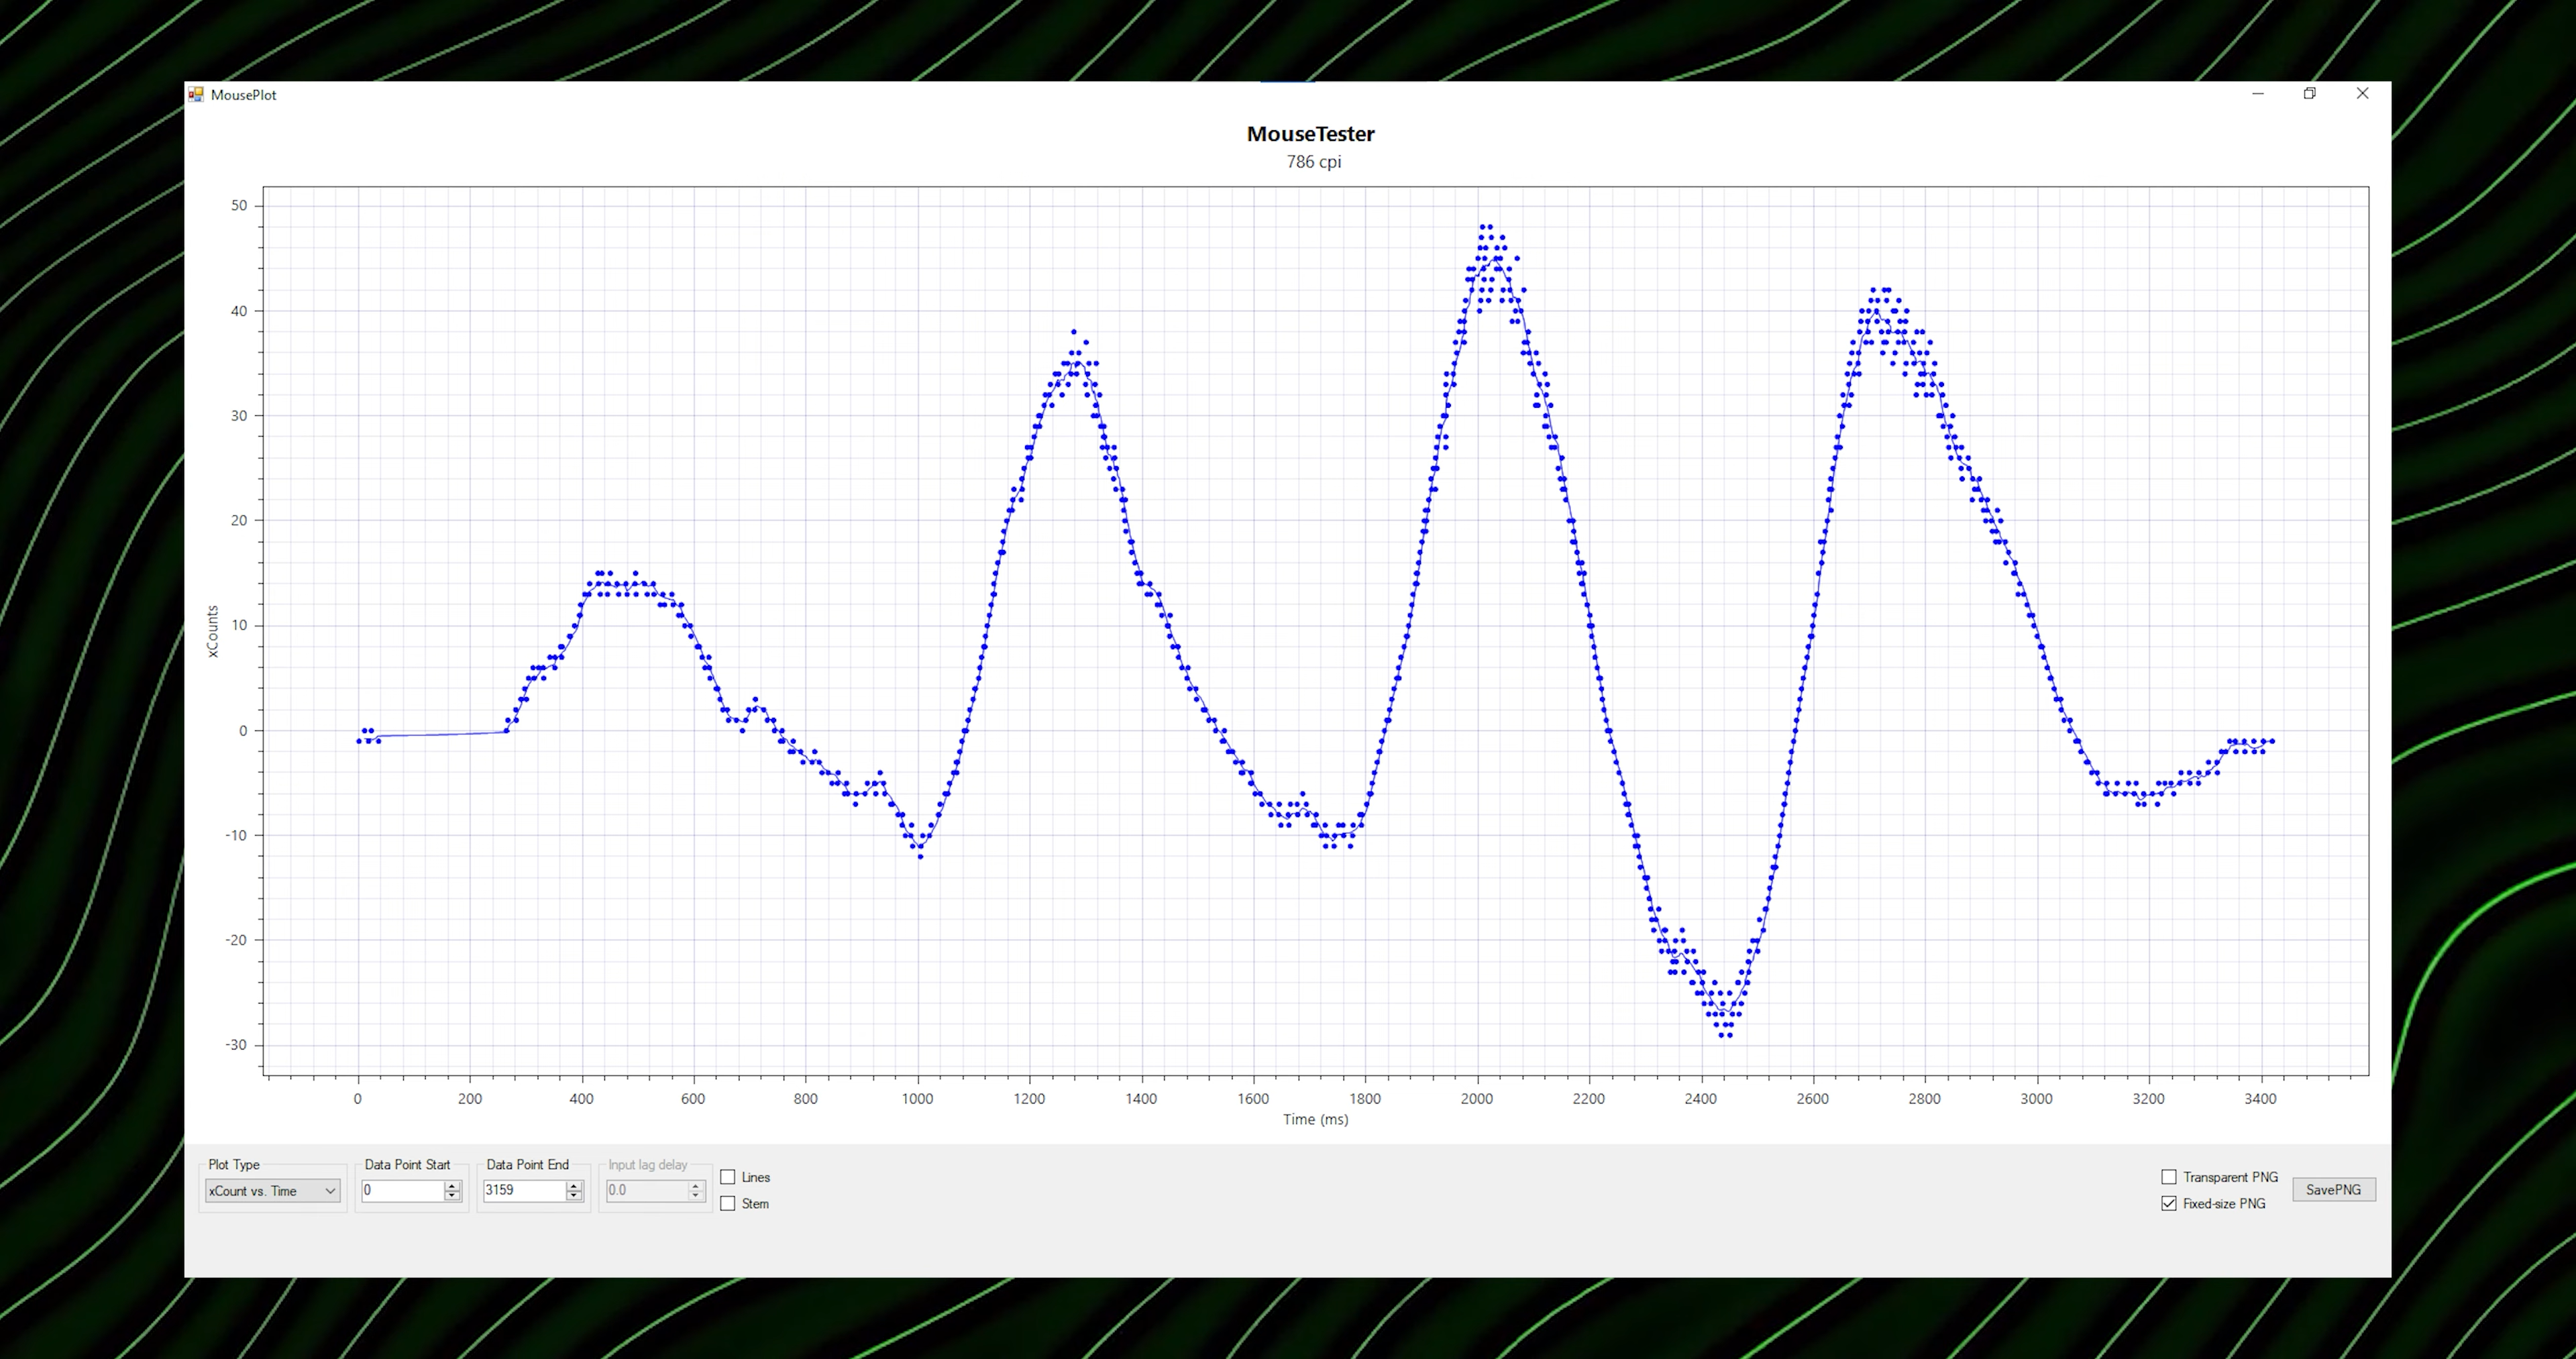 MousePlot
MouseTester
786 cpi
50
40
30
20
10
0
-10
-20
-30
xCounts
0 200 400 600 800 1000 1200 1400 1600 1800 2000 2200 2400 2600 2800 3000 3200 3400
Time (ms)
Plot Type Data Point Start Data Point End Input lag delay
xCount vs. Time 0 3159 0.0
Lines
Stem
Transparent PNG
Fixed-size PNG
SavePNG